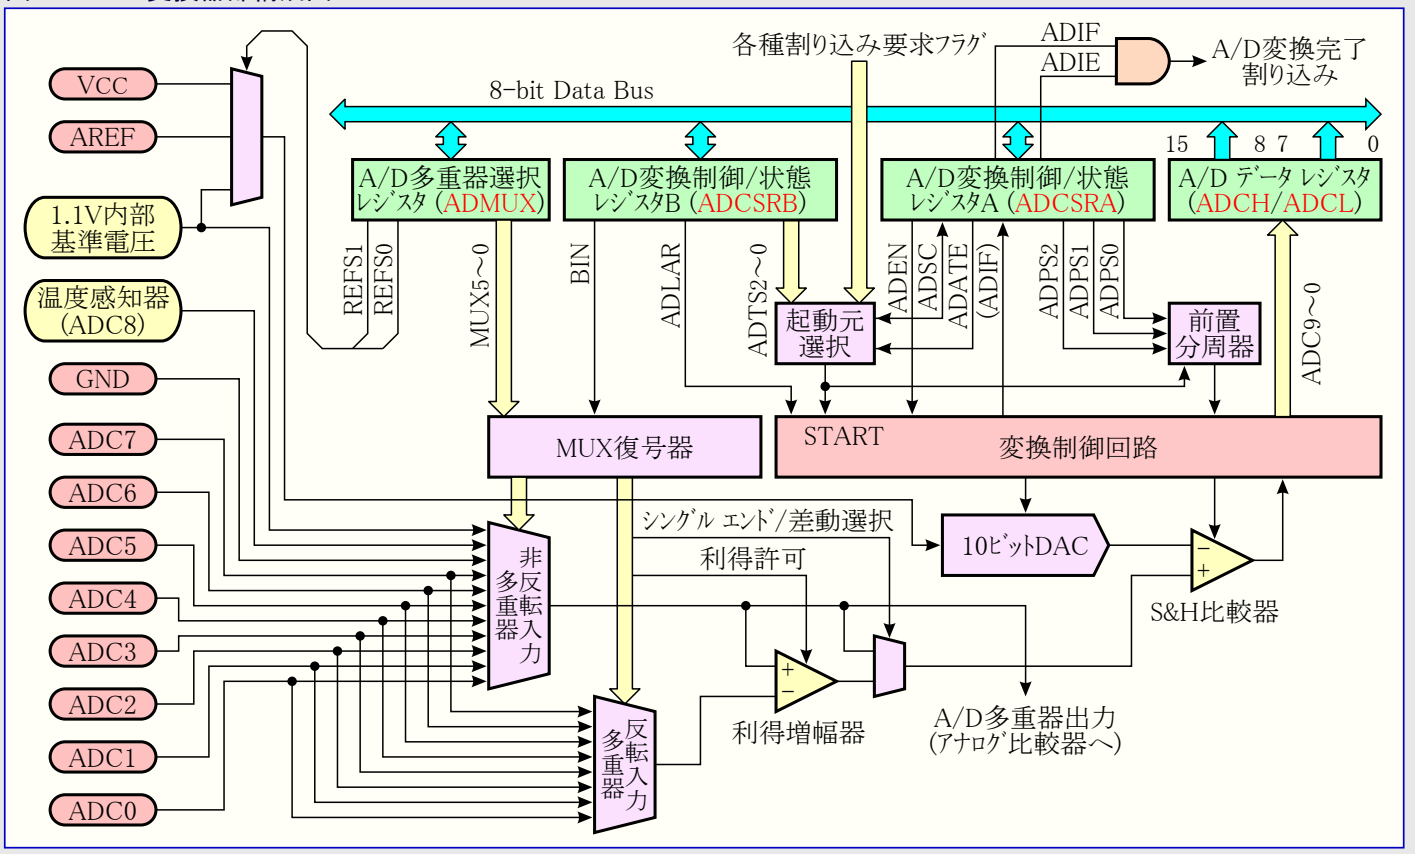 各種割り込み要求フラグ
ADIF
ADIE
A/D変換完了
割り込み
VCC
8-bit Data Bus
AREF
15 8 7 0
A/D多重器選択
レジスタ (ADMUX)
A/D変換制御/状態
レジスタB (ADCSRB)
A/D変換制御/状態
レジスタA (ADCSRA)
A/D データ レジスタ
(ADCH/ADCL)
1.1V内部
基準電圧
REFS1
REFS0
MUX5～0
BIN
ADLAR
ADTS2～0
ADEN
ADSC
ADATE
(ADIF)
ADPS2
ADPS1
ADPS0
ADC9～0
温度感知器
(ADC8)
起動元
選択
前置
分周器
GND
ADC7
MUX復号器
START
変換制御回路
ADC6
シングル エンド/差動選択
ADC5
利得許可
10ビットDAC
−
+
S&H比較器
非反転入力
多重器
ADC4
ADC3
+
−
利得増幅器
ADC2
A/D多重器出力
(アナログ比較器へ)
反転入力
多重器
ADC1
ADC0